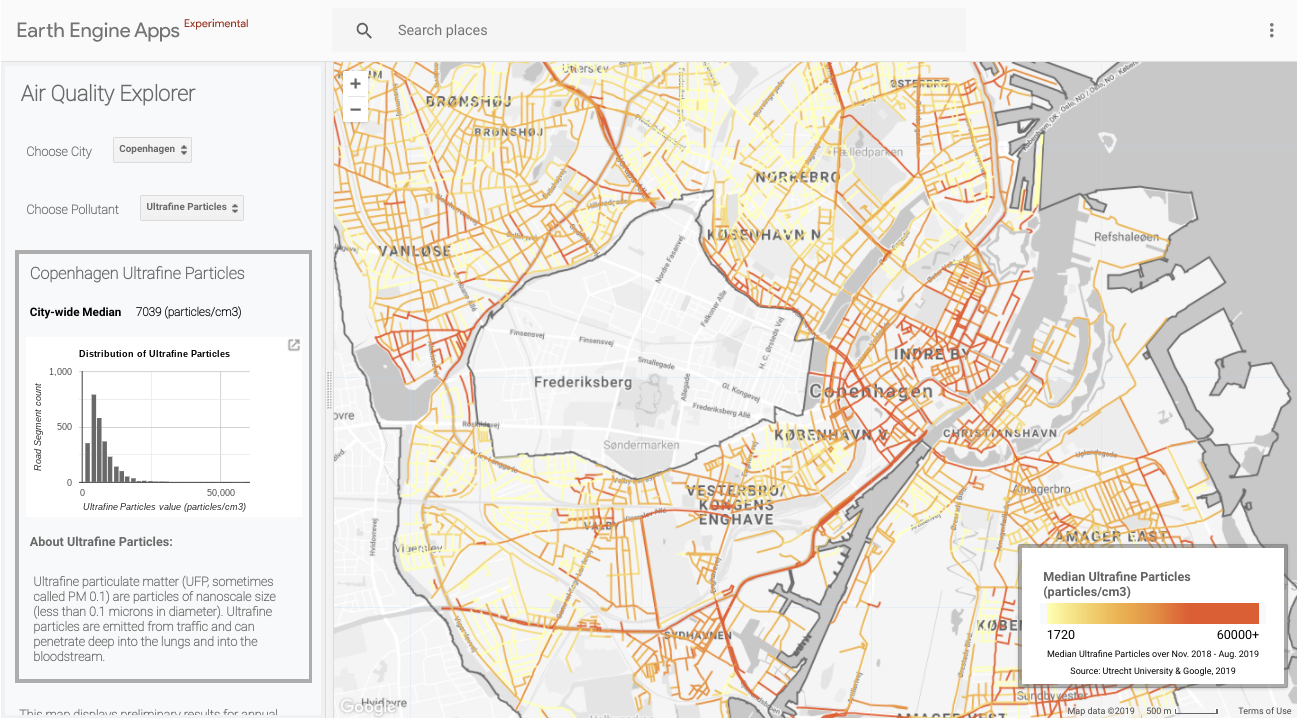 Earth Engine Apps Experimental
Search places
Air Quality Explorer
Choose City
Copenhagen
Choose Pollutant
Ultrafine Particles
Copenhagen Ultrafine Particles
City-wide Median 7039 (particles/cm3)
Distribution of Ultrafine Particles
Road Segment count
1,000
500
0
0 50,000
Ultrafine Particles value (particles/cm3)
About Ultrafine Particles:
Ultrafine particulate matter (UFP, sometimes
called PM 0.1) are particles of nanoscale size
(less than 0.1 microns in diameter). Ultrafine
particles are emitted from traffic and can
penetrate deep into the lungs and into the
bloodstream.
This map displays preliminary results for annual
+
−
Utterslev
ØSTERBRO
BRØNSHØJ
BRØNSHØJ
Fælledparken
NØRREBRO
KØBENHAVN N
Refshaleøen
VANLØSE
Nordre Fasanvej
Falkoner Alle
H. C. Ørsteds Vej
Finsensvej
Finsensvej
Smallegade
Allegade
Gl. Kongevej
Frederiksberg Allé
Frederiksberg
INDRE BY
Copenhagen
Roskildevej
Søndermarken
KØBENHAVN V
CHRISTIANSHAVN
VESTERBRO/
KONGENS
ENGHAVE
VALBY
Vigerslev Allé
Vigerslev
Hvidovrevej
Amagerbro
AMAGER EAST
SYDHAVNEN
Hvidovre
Sundbyvester
AMAGER VEST
Median Ultrafine Particles
(particles/cm3)
1720 60000+
Median Ultrafine Particles over Nov. 2018 - Aug. 2019
Source: Utrecht University & Google, 2019
Google
Map data ©2019 500 m Terms of Use